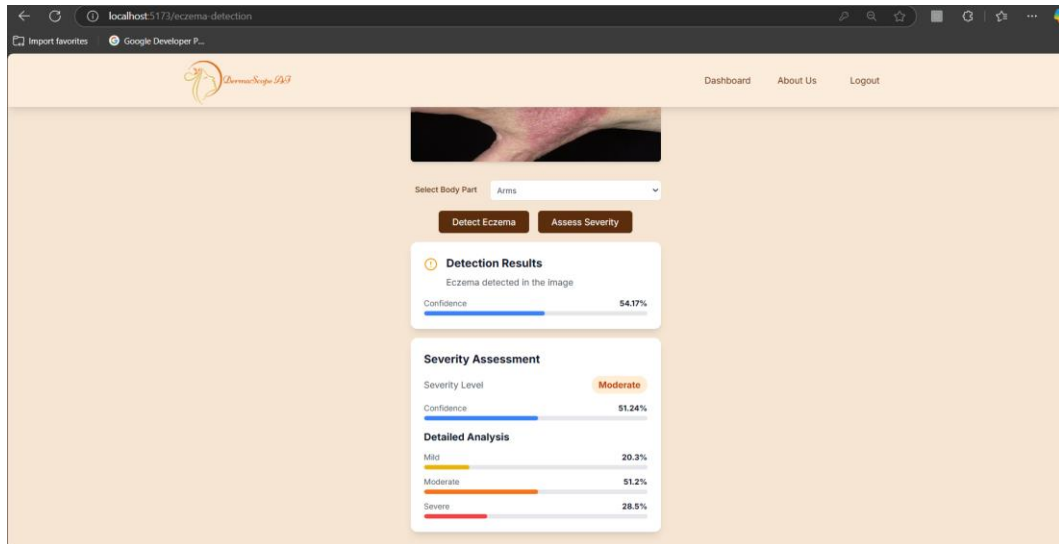 localhost:5173/eczema-detection
Import favorites Google Developer P...
DermaScope Dashboard About Us Logout
Select Body Part Arms
Detect Eczema Assess Severity
Detection Results
Eczema detected in the image
Confidence 54.17%
Severity Assessment
Severity Level Moderate
Confidence 51.24%
Detailed Analysis
Mild 20.3%
Moderate 51.2%
Severe 28.5%